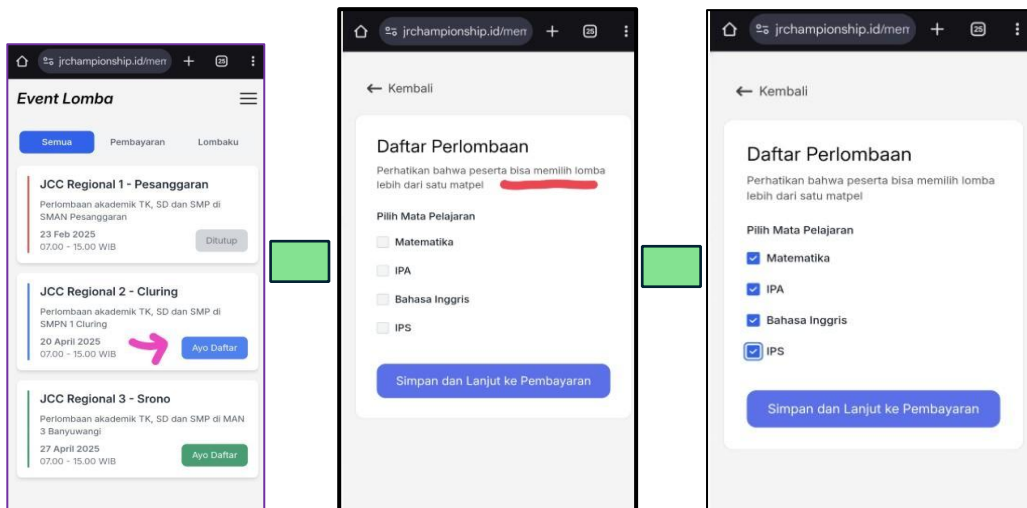 jrchampionship.id/mem
25
Event Lomba
Semua
Pembayaran
Lombaku
JCC Regional 1 - Pesanggaran
Perlombaan akademik TK, SD dan SMP di
SMAN Pesanggaran
23 Feb 2025
07.00 - 15.00 WIB
Ditutup
JCC Regional 2 - Cluring
Perlombaan akademik TK, SD dan SMP di
SMPN 1 Cluring
20 April 2025
07.00 - 15.00 WIB
Ayo Daftar
JCC Regional 3 - Srono
Perlombaan akademik TK, SD dan SMP di MAN
3 Banyuwangi
27 April 2025
07.00 - 15.00 WIB
Ayo Daftar
jrchampionship.id/mem
25
Kembali
Daftar Perlombaan
Perhatikan bahwa peserta bisa memilih lomba
lebih dari satu matpel
Pilih Mata Pelajaran
Matematika
IPA
Bahasa Inggris
IPS
Simpan dan Lanjut ke Pembayaran
jrchampionship.id/mem
25
Kembali
Daftar Perlombaan
Perhatikan bahwa peserta bisa memilih lomba
lebih dari satu matpel
Pilih Mata Pelajaran
Matematika
IPA
Bahasa Inggris
IPS
Simpan dan Lanjut ke Pembayaran